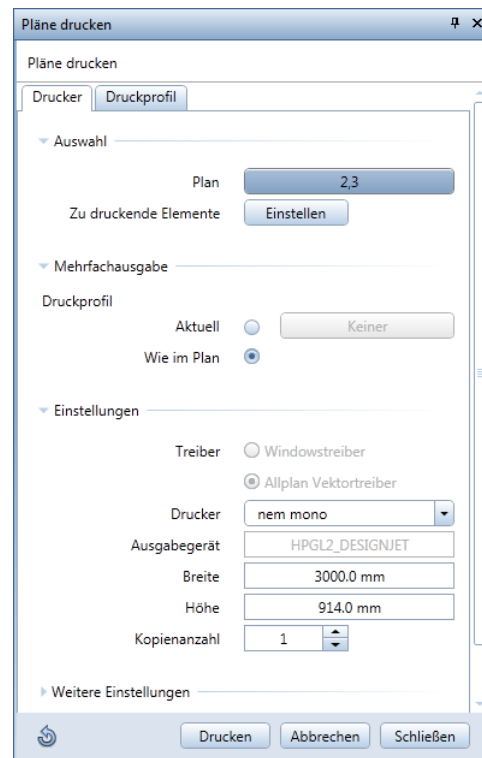 Pläne drucken
Pläne drucken
Drucker Druckprofil
Auswahl
Plan 2,3
Zu druckende Elemente Einstellen
Mehrfachausgabe
Druckprofil
Aktuell Keiner
Wie im Plan
Einstellungen
Treiber Windowstreiber
Allplan Vektortreiber
Drucker nem mono
Ausgabegerät HPGL2_DESIGNJET
Breite 3000.0 mm
Höhe 914.0 mm
Kopienanzahl 1
Weitere Einstellungen
Drucken Abbrechen Schließen